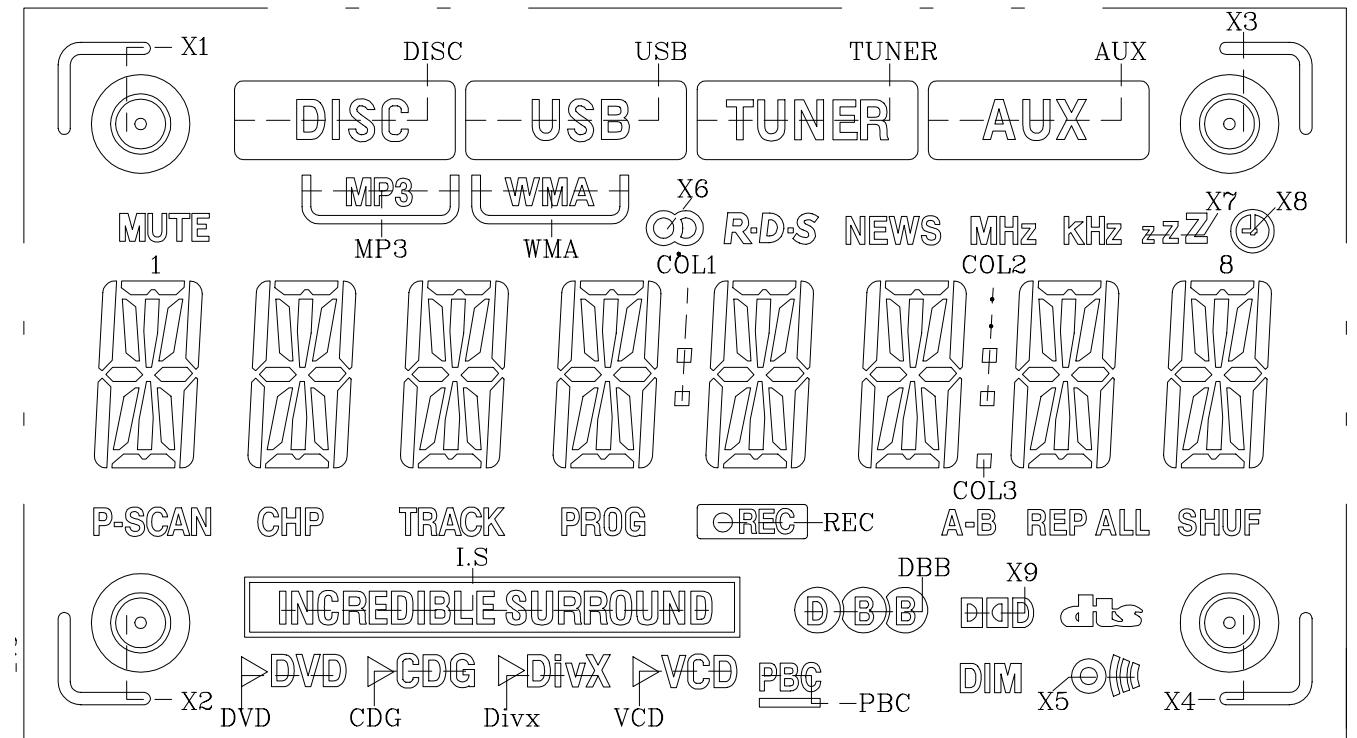 X1 DISC USB TUNER AUX X3
DISC USB TUNER AUX
MP3 WMA X6 X7 X8
MUTE R·D·S NEWS MHz kHz zzZ
MP3 WMA
1 COL1 COL2 8
COL3
P-SCAN CHP TRACK PROG REC REC A-B REP ALL SHUF
I.S DBB X9
INCREDIBLE SURROUND D B B DD dts
DVD CDG DivX VCD PBC DIM
X2 X5 X4
DVD CDG Divx VCD PBC